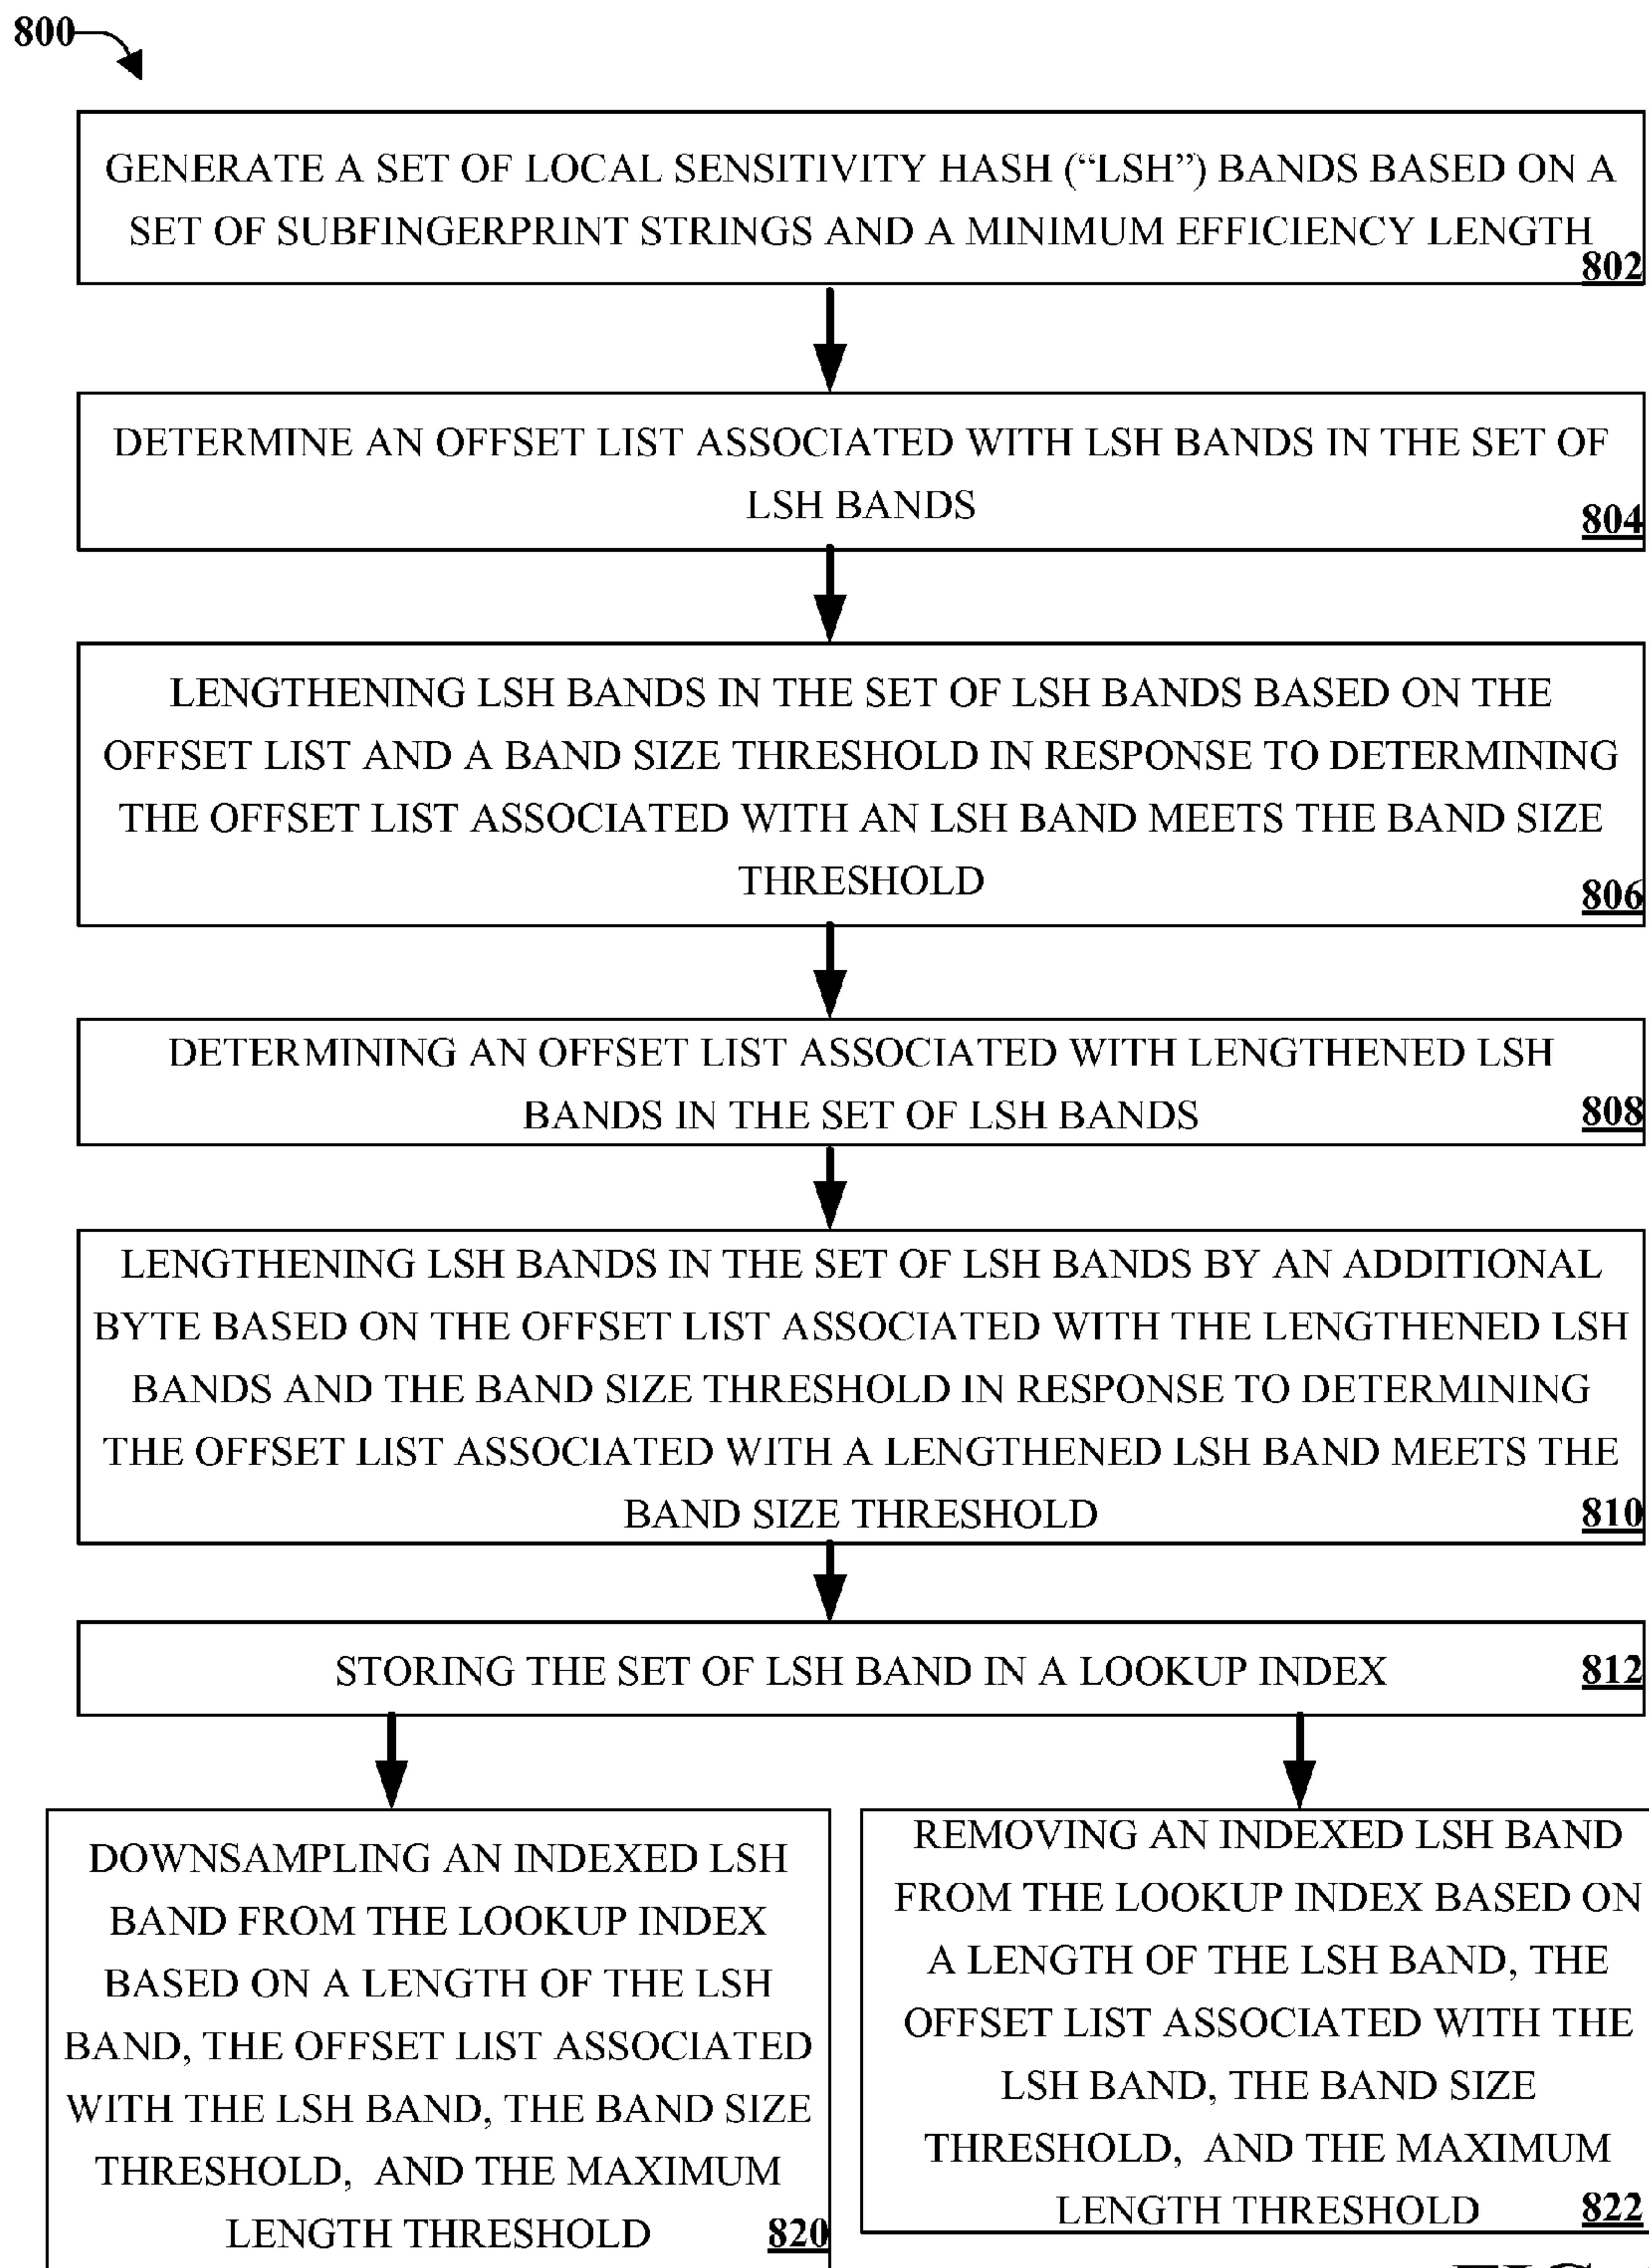 800
GENERATE A SET OF LOCAL SENSITIVITY HASH (“LSH”) BANDS BASED ON A
SET OF SUBFINGERPRINT STRINGS AND A MINIMUM EFFICIENCY LENGTH
802
DETERMINE AN OFFSET LIST ASSOCIATED WITH LSH BANDS IN THE SET OF
LSH BANDS
804
LENGTHENING LSH BANDS IN THE SET OF LSH BANDS BASED ON THE
OFFSET LIST AND A BAND SIZE THRESHOLD IN RESPONSE TO DETERMINING
THE OFFSET LIST ASSOCIATED WITH AN LSH BAND MEETS THE BAND SIZE
THRESHOLD
806
DETERMINING AN OFFSET LIST ASSOCIATED WITH LENGTHENED LSH
BANDS IN THE SET OF LSH BANDS
808
LENGTHENING LSH BANDS IN THE SET OF LSH BANDS BY AN ADDITIONAL
BYTE BASED ON THE OFFSET LIST ASSOCIATED WITH THE LENGTHENED LSH
BANDS AND THE BAND SIZE THRESHOLD IN RESPONSE TO DETERMINING
THE OFFSET LIST ASSOCIATED WITH A LENGTHENED LSH BAND MEETS THE
BAND SIZE THRESHOLD
810
STORING THE SET OF LSH BAND IN A LOOKUP INDEX
812
DOWNSAMPLING AN INDEXED LSH
BAND FROM THE LOOKUP INDEX
BASED ON A LENGTH OF THE LSH
BAND, THE OFFSET LIST ASSOCIATED
WITH THE LSH BAND, THE BAND SIZE
THRESHOLD, AND THE MAXIMUM
LENGTH THRESHOLD
820
REMOVING AN INDEXED LSH BAND
FROM THE LOOKUP INDEX BASED ON
A LENGTH OF THE LSH BAND, THE
OFFSET LIST ASSOCIATED WITH THE
LSH BAND, THE BAND SIZE
THRESHOLD, AND THE MAXIMUM
LENGTH THRESHOLD
822